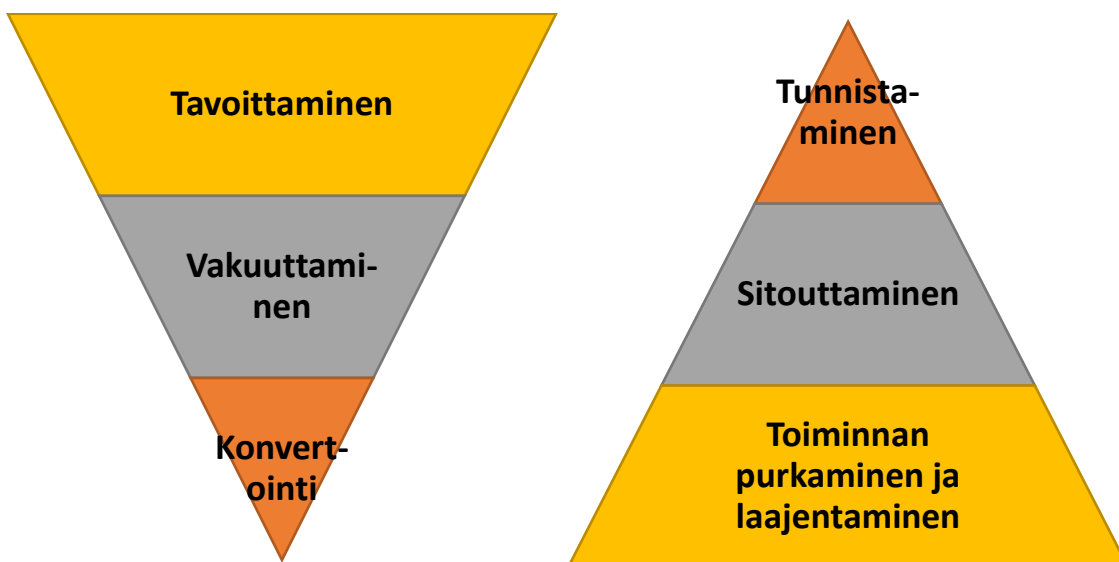 Tavoittaminen
Vakuuttami-
nen
Konvert-
ointi
Tunnista-
minen
Sitouttaminen
Toiminnan
purkaminen ja
laajentaminen